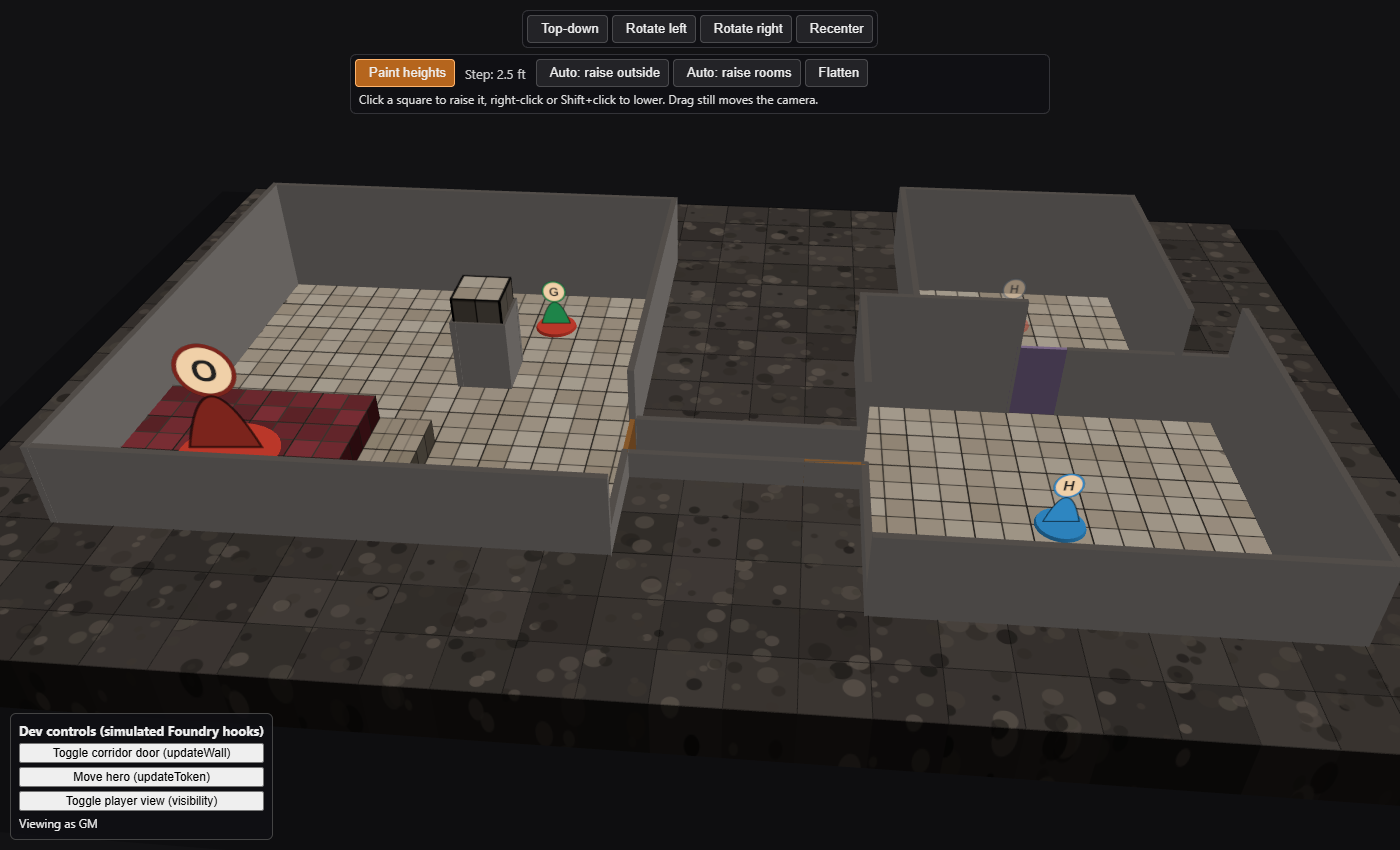 Top-down Rotate left Rotate right Recenter
Paint heights Step: 2.5 ft Auto: raise outside Auto: raise rooms Flatten
Click a square to raise it, right-click or Shift+click to lower. Drag still moves the camera.
H
G
O
H
Dev controls (simulated Foundry hooks)
Toggle corridor door (updateWall)
Move hero (updateToken)
Toggle player view (visibility)
Viewing as GM